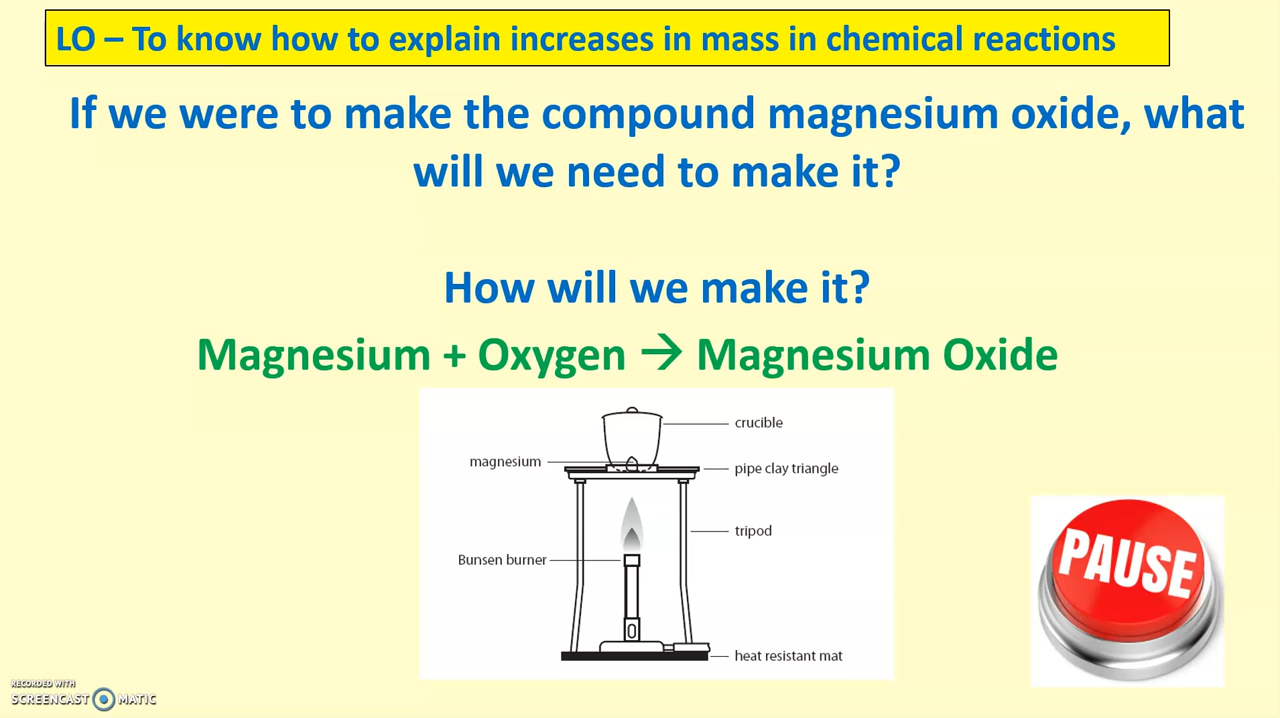 LO – To know how to explain increases in mass in chemical reactions
If we were to make the compound magnesium oxide, what
will we need to make it?
How will we make it?
Magnesium + Oxygen → Magnesium Oxide
crucible
magnesium
pipe clay triangle
tripod
Bunsen burner
heat resistant mat
PAUSE
RECORDED WITH
SCREENCAST MATIC